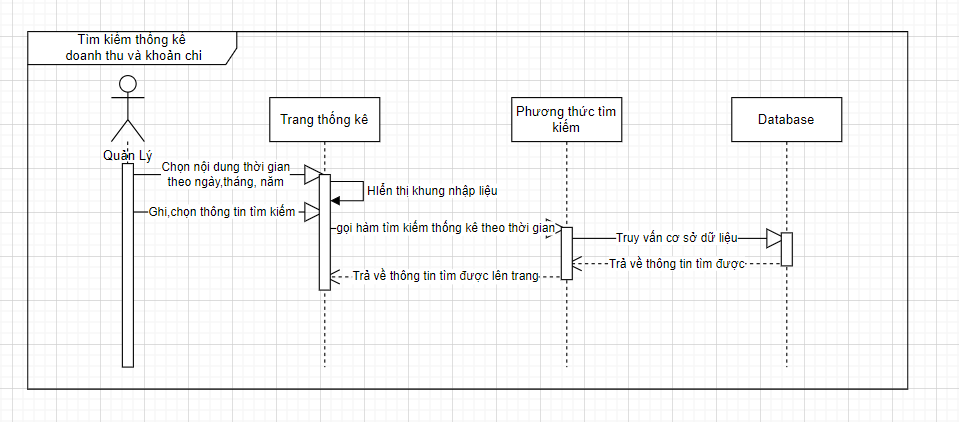 Tìm kiếm thống kê
doanh thu và khoản chi
Quản Lý
Trang thống kê
Phương thức tìm
kiếm
Database
Chọn nội dung thời gian
theo ngày,tháng, năm
HIển thị khung nhập liệu
Ghi,chọn thông tin tìm kiếm
gọi hàm tìm kiếm thống kê theo thời gian
Truy vấn cơ sở dữ liệu
Trả về thông tin tìm được
Trả về thông tin tìm được lên trang